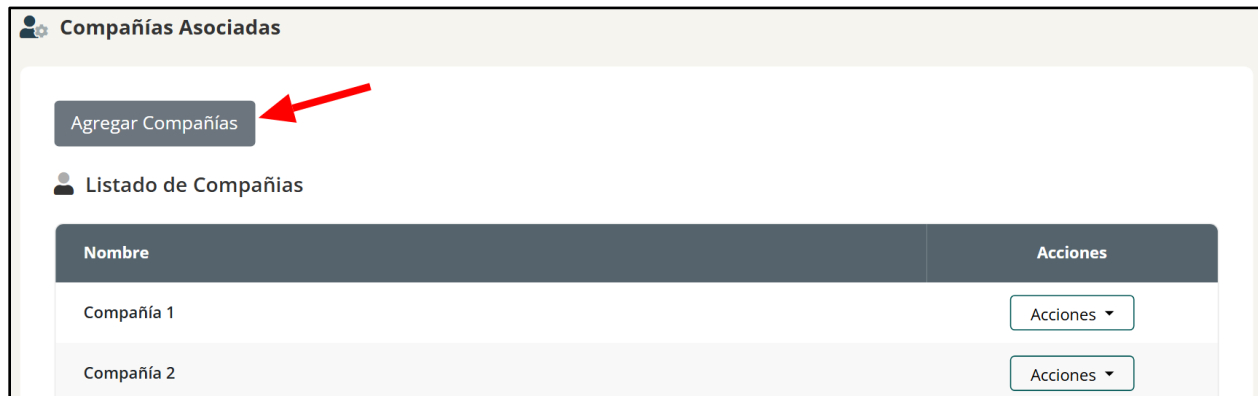 Compañías Asociadas
Agregar Compañías
Listado de Compañias
Nombre Acciones
Compañía 1 Acciones
Compañía 2 Acciones